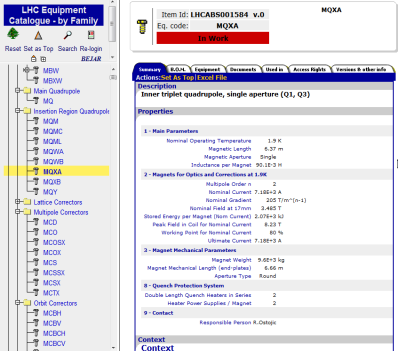 LHC Equipment
Catalogue - by Family
Reset Set as Top Search Re-login
BEJAR
MBW
MBXW
Main Quadrupole
MQ
Insertion Region Quadrupole
MQM
MQMC
MQML
MQWA
MQWB
MQXA
MQXB
MQY
Lattice Correctors
Multipole Correctors
MCD
MCO
MCOSX
MCOX
MCS
MCSSX
MCSX
MCTX
Orbit Correctors
MCBH
MCBV
MCBCH
MCBCV
MQXA
Item Id: LHCABS001584 v.0
Eq. code: MQXA
In Work
Summary B.O.M. Equipment Documents Used in Access Rights Versions & other info
Actions:Set As Top|Excel File
Description
Inner triplet quadrupole, single aperture (Q1, Q3)
Properties
1 - Main Parameters
Nominal Operating Temperature 1.9 K
Magnetic Length 6.37 m
Magnetic Aperture Single
Inductance per Magnet 90.1E-3 H
2 - Magnets for Optics and Corrections at 1.9K
Multipole Order n 2
Nominal Current 7.18E+3 A
Nominal Gradient 205 T/m^(n-1)
Nominal Field at 17mm 3.485 T
Stored Energy per Magnet (Nom Current) 2.07E+3 kJ
Peak Field in Coil for Nominal Current 8.23 T
Working Point for Nominal Current 80 %
Ultimate Current 7.18E+3 A
3 - Magnet Mechanical Parameters
Magnet Weight 9.6E+3 kg
Magnet Mechanical Length (end-plates) 6.66 m
Aperture Type Round
8 - Quench Protection System
Double Length Quench Heaters in Series 2
Heater Power Supplies / Magnet 2
9 - Contact
Responsible Person R.Ostojic
Context
Context